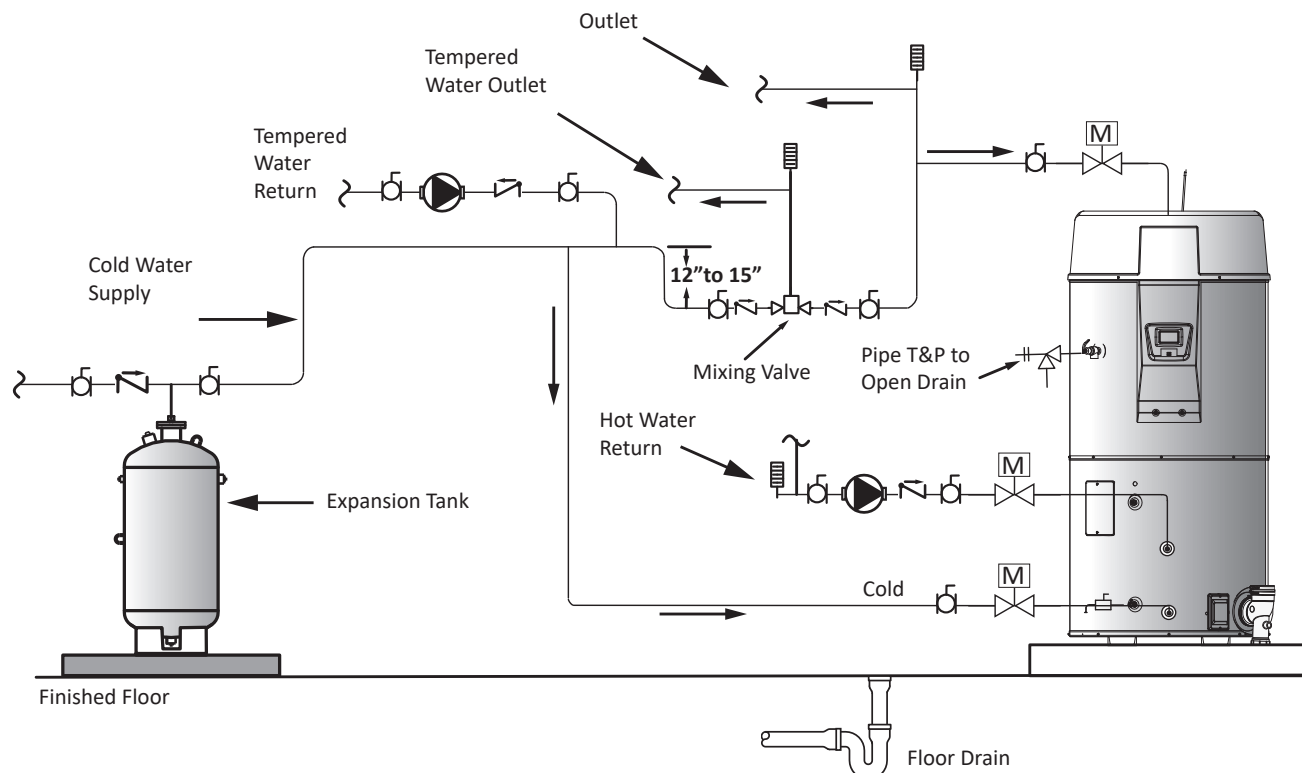 Outlet
Tempered
Water Outlet
Tempered
Water
Return
M
Cold Water
Supply
12”to 15”
Mixing Valve
Pipe T&P to
Open Drain
Hot Water
Return
M
Expansion Tank
Cold
M
Finished Floor
Floor Drain